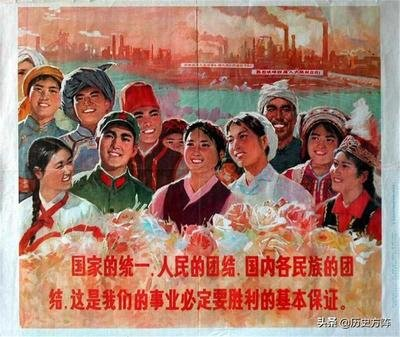 国家的统一，人民的团结，国内各民族的团
结，这是我们的事业必定要胜利的基本保证。
头条 @历史方阵